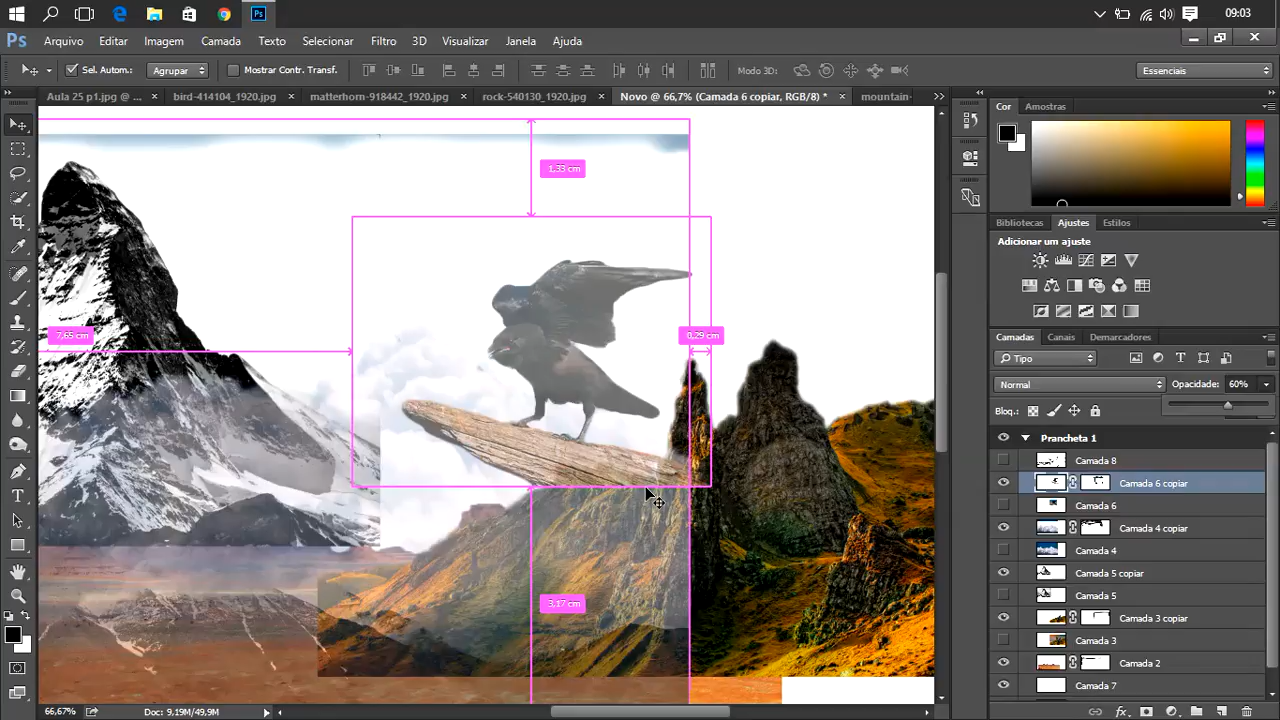 09:03
Ps
Arquivo Editar Imagem Camada Texto Selecionar Filtro 3D Visualizar Janela Ajuda
Sel. Autom.: Agrupar Mostrar Contr. Transf. Modo 3D: Essenciais
Aula 25 p1.jpg @ ... × bird-414104_1920.jpg × matterhorn-918442_1920.jpg × rock-540130_1920.jpg × Novo @ 66,7% (Camada 6 copiar, RGB/8) * × mountain-
Cor Amostras
1,33 cm
7,65 cm
0,29 cm
3,17 cm
Bibliotecas Ajustes Estilos
Adicionar um ajuste
Camadas Canais Demarcadores
Tipo
Normal Opacidade: 60%
Bloq.:
Prancheta 1
Camada 8
Camada 6 copiar
Camada 6
Camada 4 copiar
Camada 4
Camada 5 copiar
Camada 5
Camada 3 copiar
Camada 3
Camada 2
Camada 7
66,67% Doc: 9,19M/49,9M